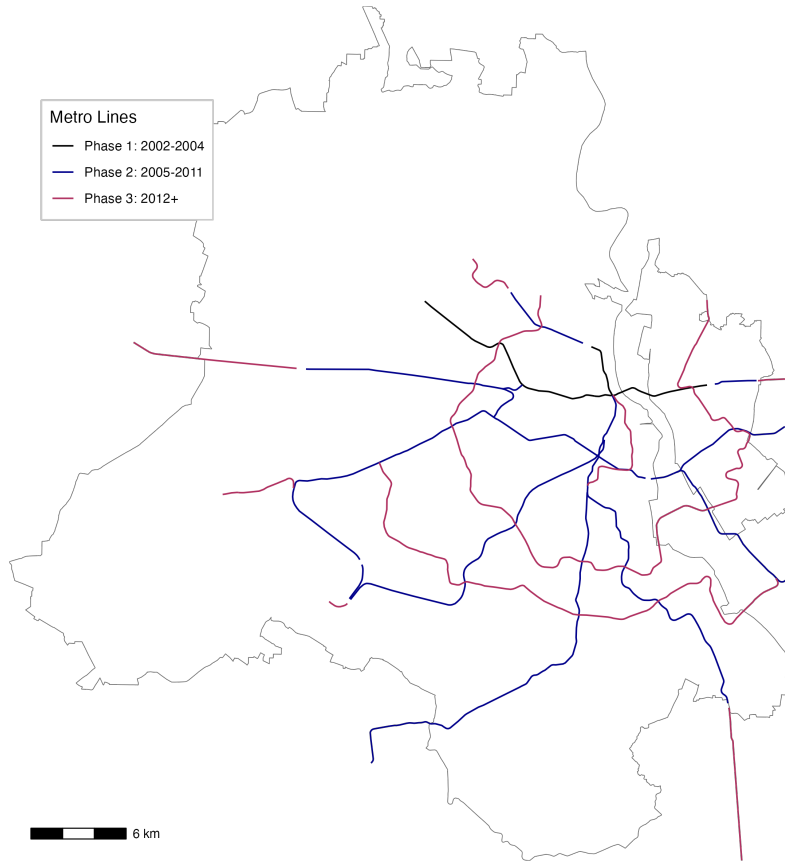 Metro Lines
Phase 1: 2002-2004
Phase 2: 2005-2011
Phase 3: 2012+
6 km